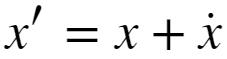 x′ = x + ẋ